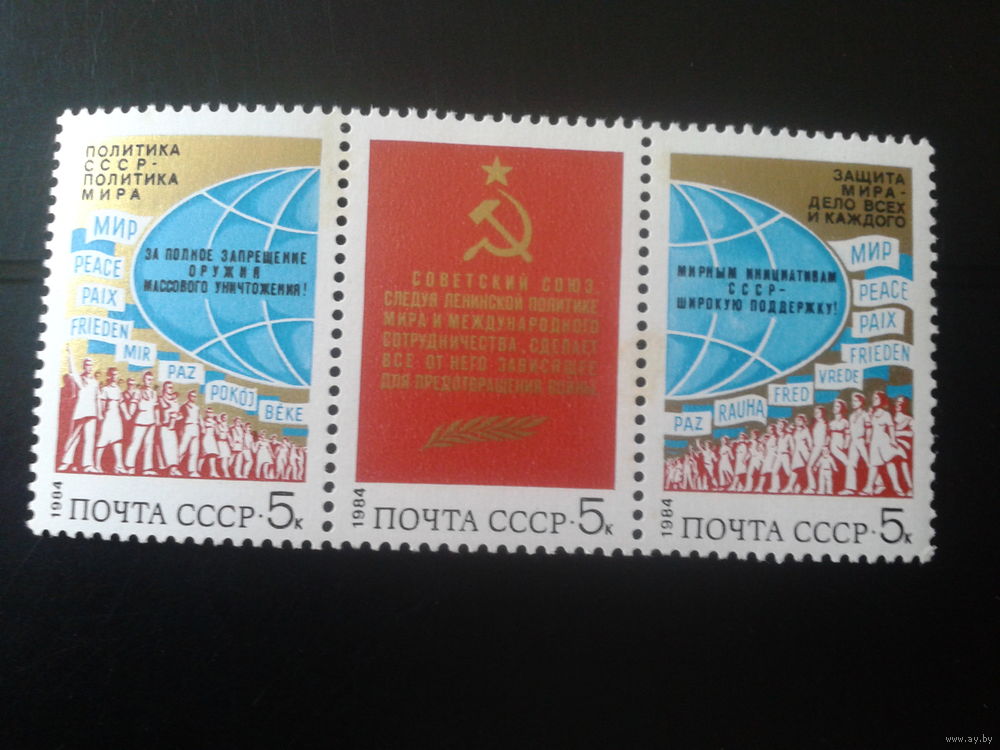 ПОЛИТИКА
СССР-
ПОЛИТИКА
МИРА
МИР
PEACE
PAIX
FRIEDEN
MIR
PAZ
POKÓJ
BÉKE
ЗА ПОЛНОЕ ЗАПРЕЩЕНИЕ
ОРУЖИЯ
МАССОВОГО УНИЧТОЖЕНИЯ!
1984
ПОЧТА СССР·5к
СОВЕТСКИЙ СОЮЗ,
СЛЕДУЯ ЛЕНИНСКОЙ ПОЛИТИКЕ
МИРА И МЕЖДУНАРОДНОГО
СОТРУДНИЧЕСТВА, СДЕЛАЕТ
ВСЕ ОТ НЕГО ЗАВИСЯЩЕЕ
ДЛЯ ПРЕДОТВРАЩЕНИЯ ВОЙНЫ.
1984
ПОЧТА СССР·5к
ЗАЩИТА
МИРА-
ДЕЛО ВСЕХ
И КАЖДОГО
МИРНЫМ ИНИЦИАТИВАМ
СССР-
ШИРОКУЮ ПОДДЕРЖКУ!
МИР
PEACE
PAIX
FRIEDEN
VREDE
FRED
RAUHA
PAZ
1984
ПОЧТА СССР·5к
www.ay.by